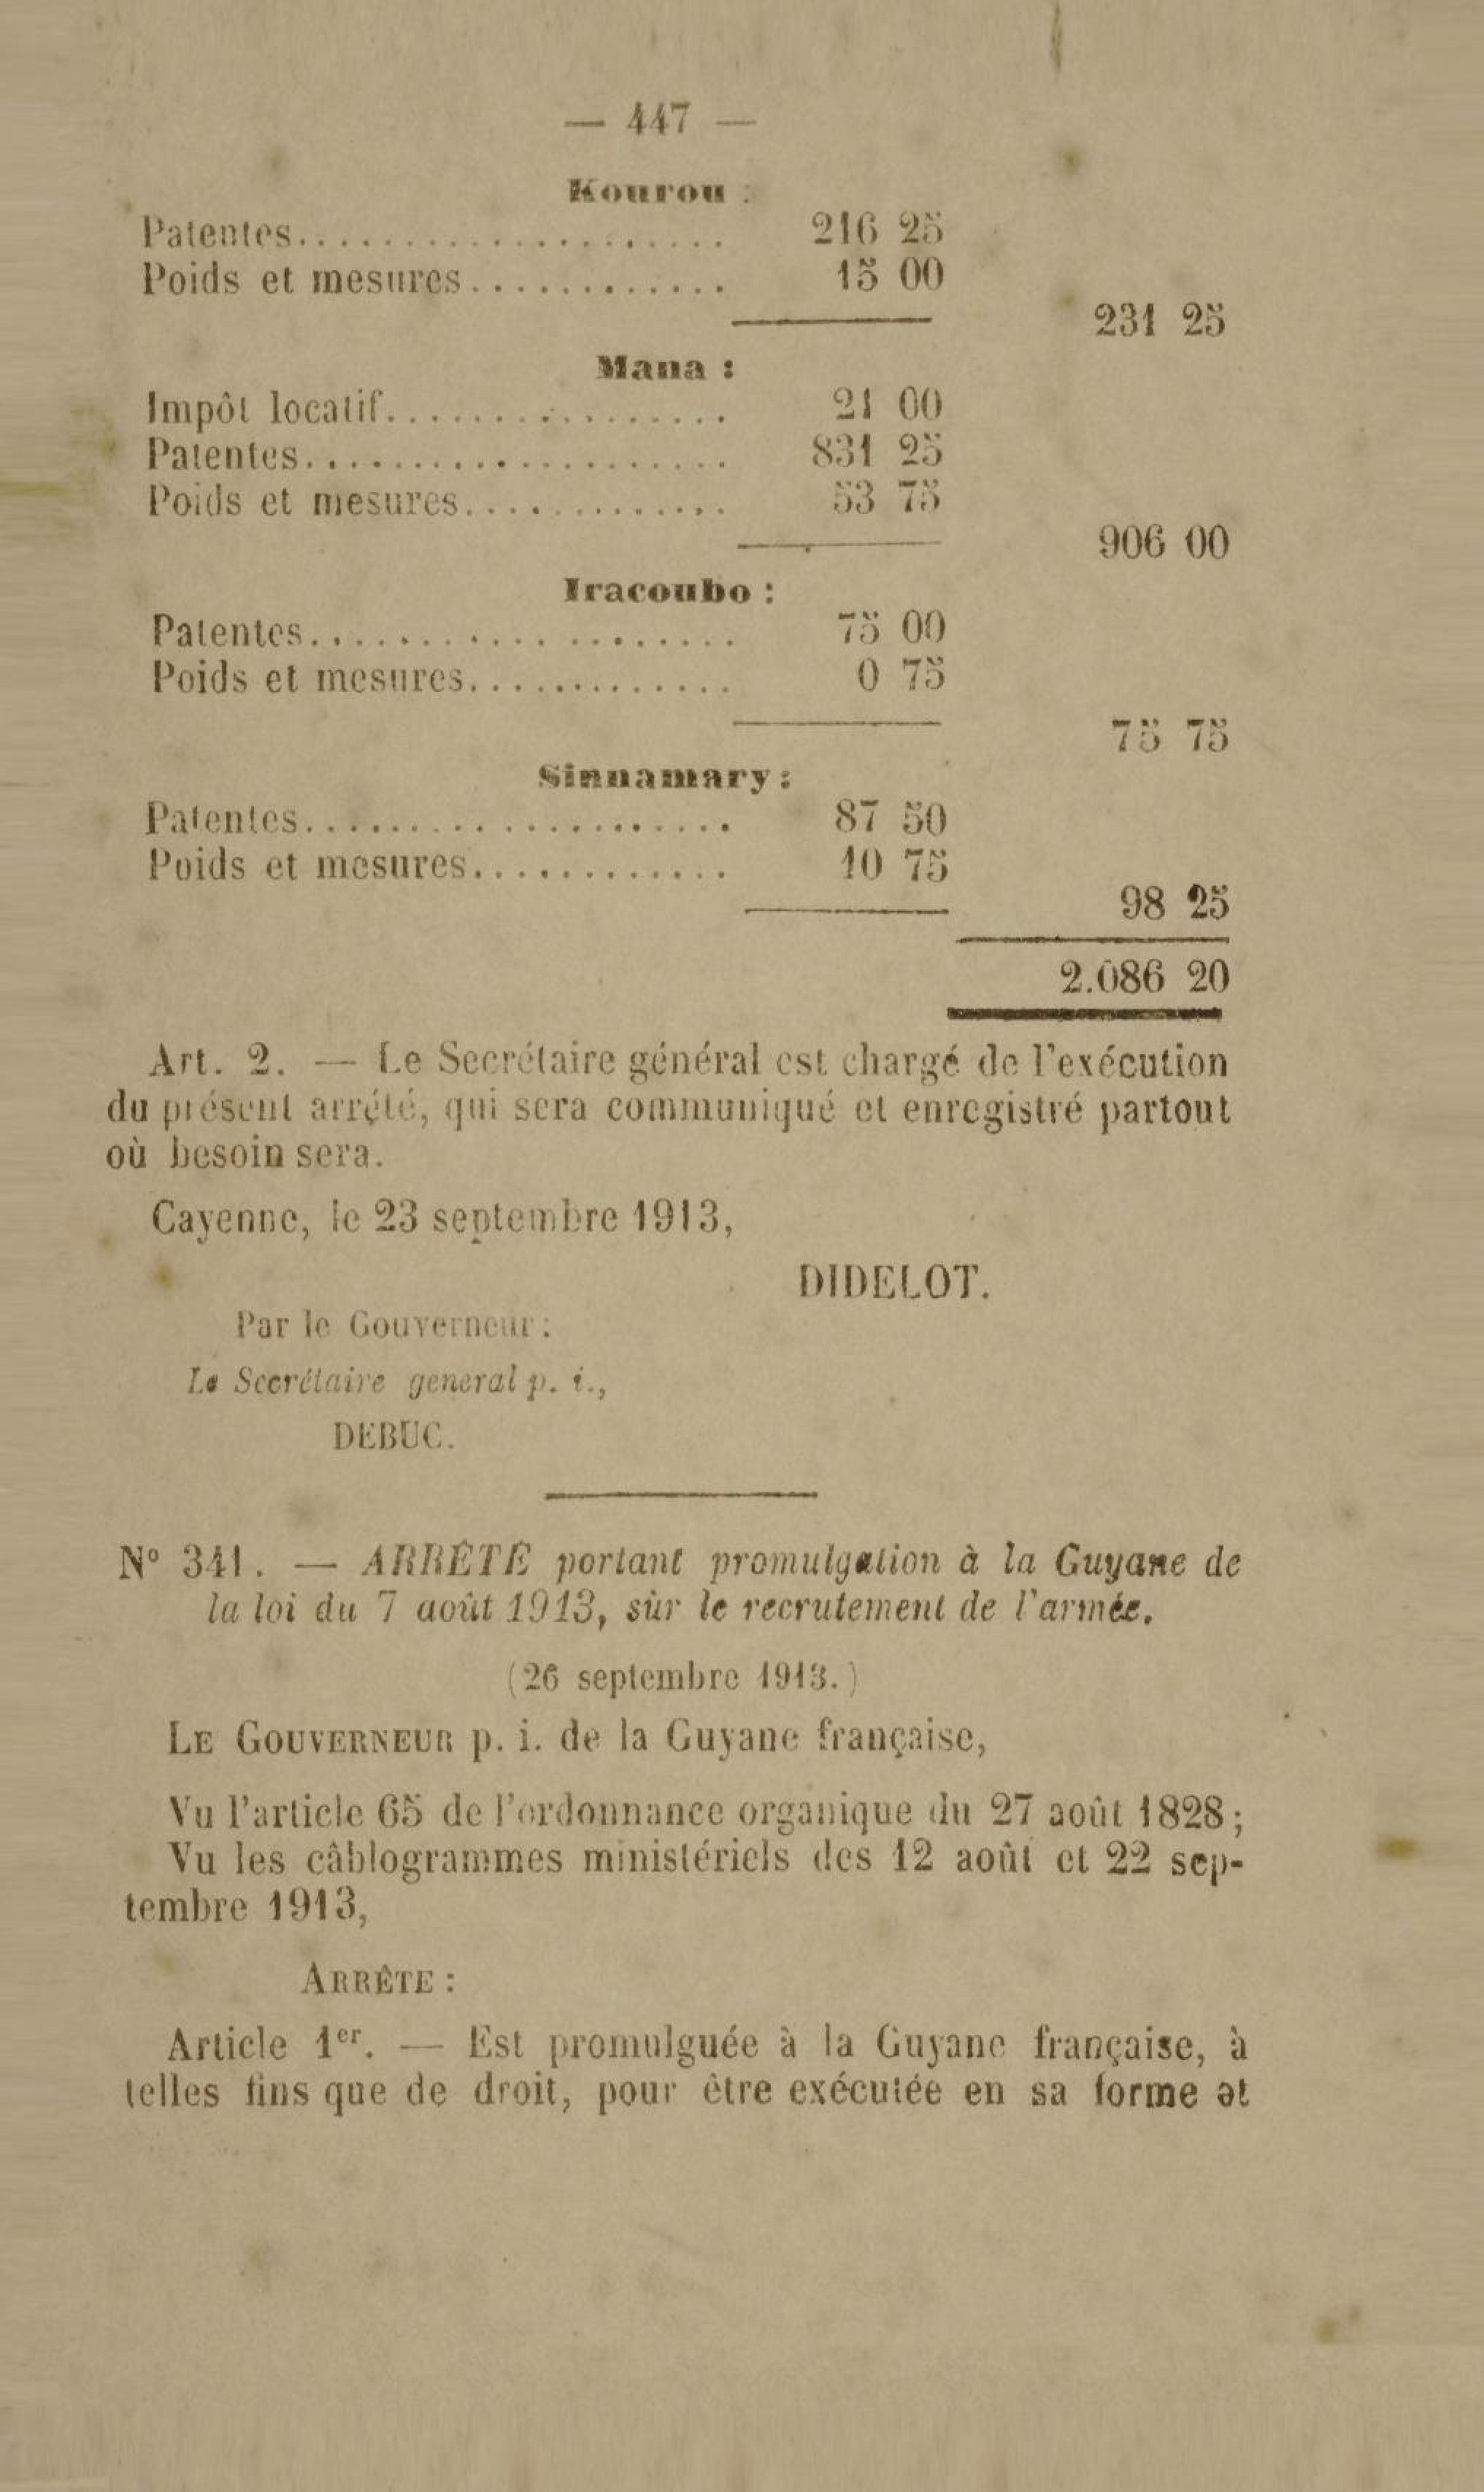 — 447 —
Kourou :
Patentes.................... 216 25
Poids et mesures............ 15 00
231 25
Mana :
Impôt locatif................ 21 00
Patentes.................... 831 25
Poids et mesures............. 53 75
906 00
Iracoubo :
Patentes.................... 75 00
Poids et mesures............. 0 75
75 75
Sinnamary :
Patentes.................... 87 50
Poids et mesures............ 10 75
98 25
2.086 20
Art. 2. — Le Secrétaire général est chargé de l'exécution
du présent arrêté, qui sera communiqué et enregistré partout
où besoin sera.
Cayenne, le 23 septembre 1913,
DIDELOT.
Par le Gouverneur :
Le Secrétaire general p. i.,
DEBUC.
N° 341. — ARRÊTÉ portant promulgation à la Guyane de
la loi du 7 août 1913, sùr le recrutement de l'armée.
(26 septembre 1913.)
LE GOUVERNEUR p. i. de la Guyane française,
Vu l'article 65 de l'ordonnance organique du 27 août 1828;
Vu les câblogrammes ministériels des 12 août et 22 sep-
tembre 1913,
ARRÊTE :
Article 1er. — Est promulguée à la Guyane française, à
telles fins que de droit, pour être exécutée en sa forme et